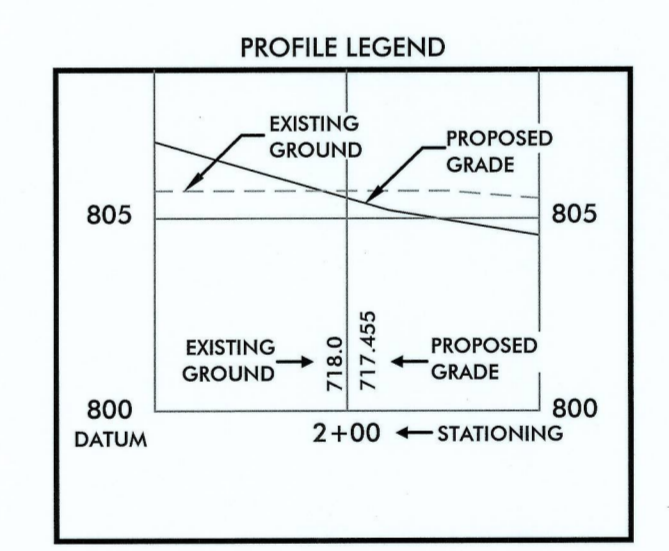 PROFILE LEGEND
EXISTING
GROUND
PROPOSED
GRADE
805
805
EXISTING
GROUND
718.0
717.455
PROPOSED
GRADE
800
DATUM
2+00
STATIONING
800